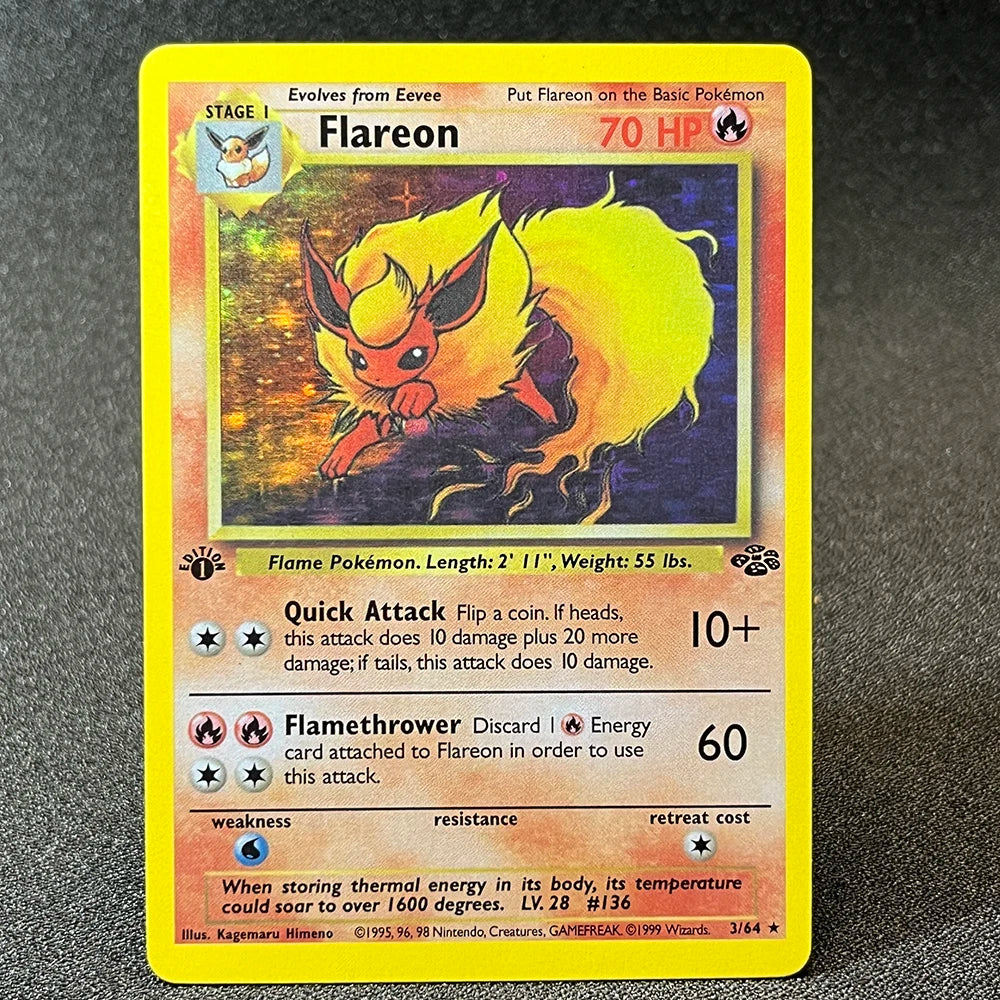 Evolves from Eevee Put Flareon on the Basic Pokémon
STAGE 1
Flareon 70 HP
EDITION
1
Flame Pokémon. Length: 2' 11", Weight: 55 lbs.
Quick Attack Flip a coin. If heads,
this attack does 10 damage plus 20 more
damage; if tails, this attack does 10 damage.
10+
Flamethrower Discard 1 Energy
card attached to Flareon in order to use
this attack.
60
weakness resistance retreat cost
When storing thermal energy in its body, its temperature
could soar to over 1600 degrees. LV. 28 #136
Illus. Kagemaru Himeno ©1995, 96, 98 Nintendo, Creatures, GAMEFREAK. ©1999 Wizards. 3/64 ★